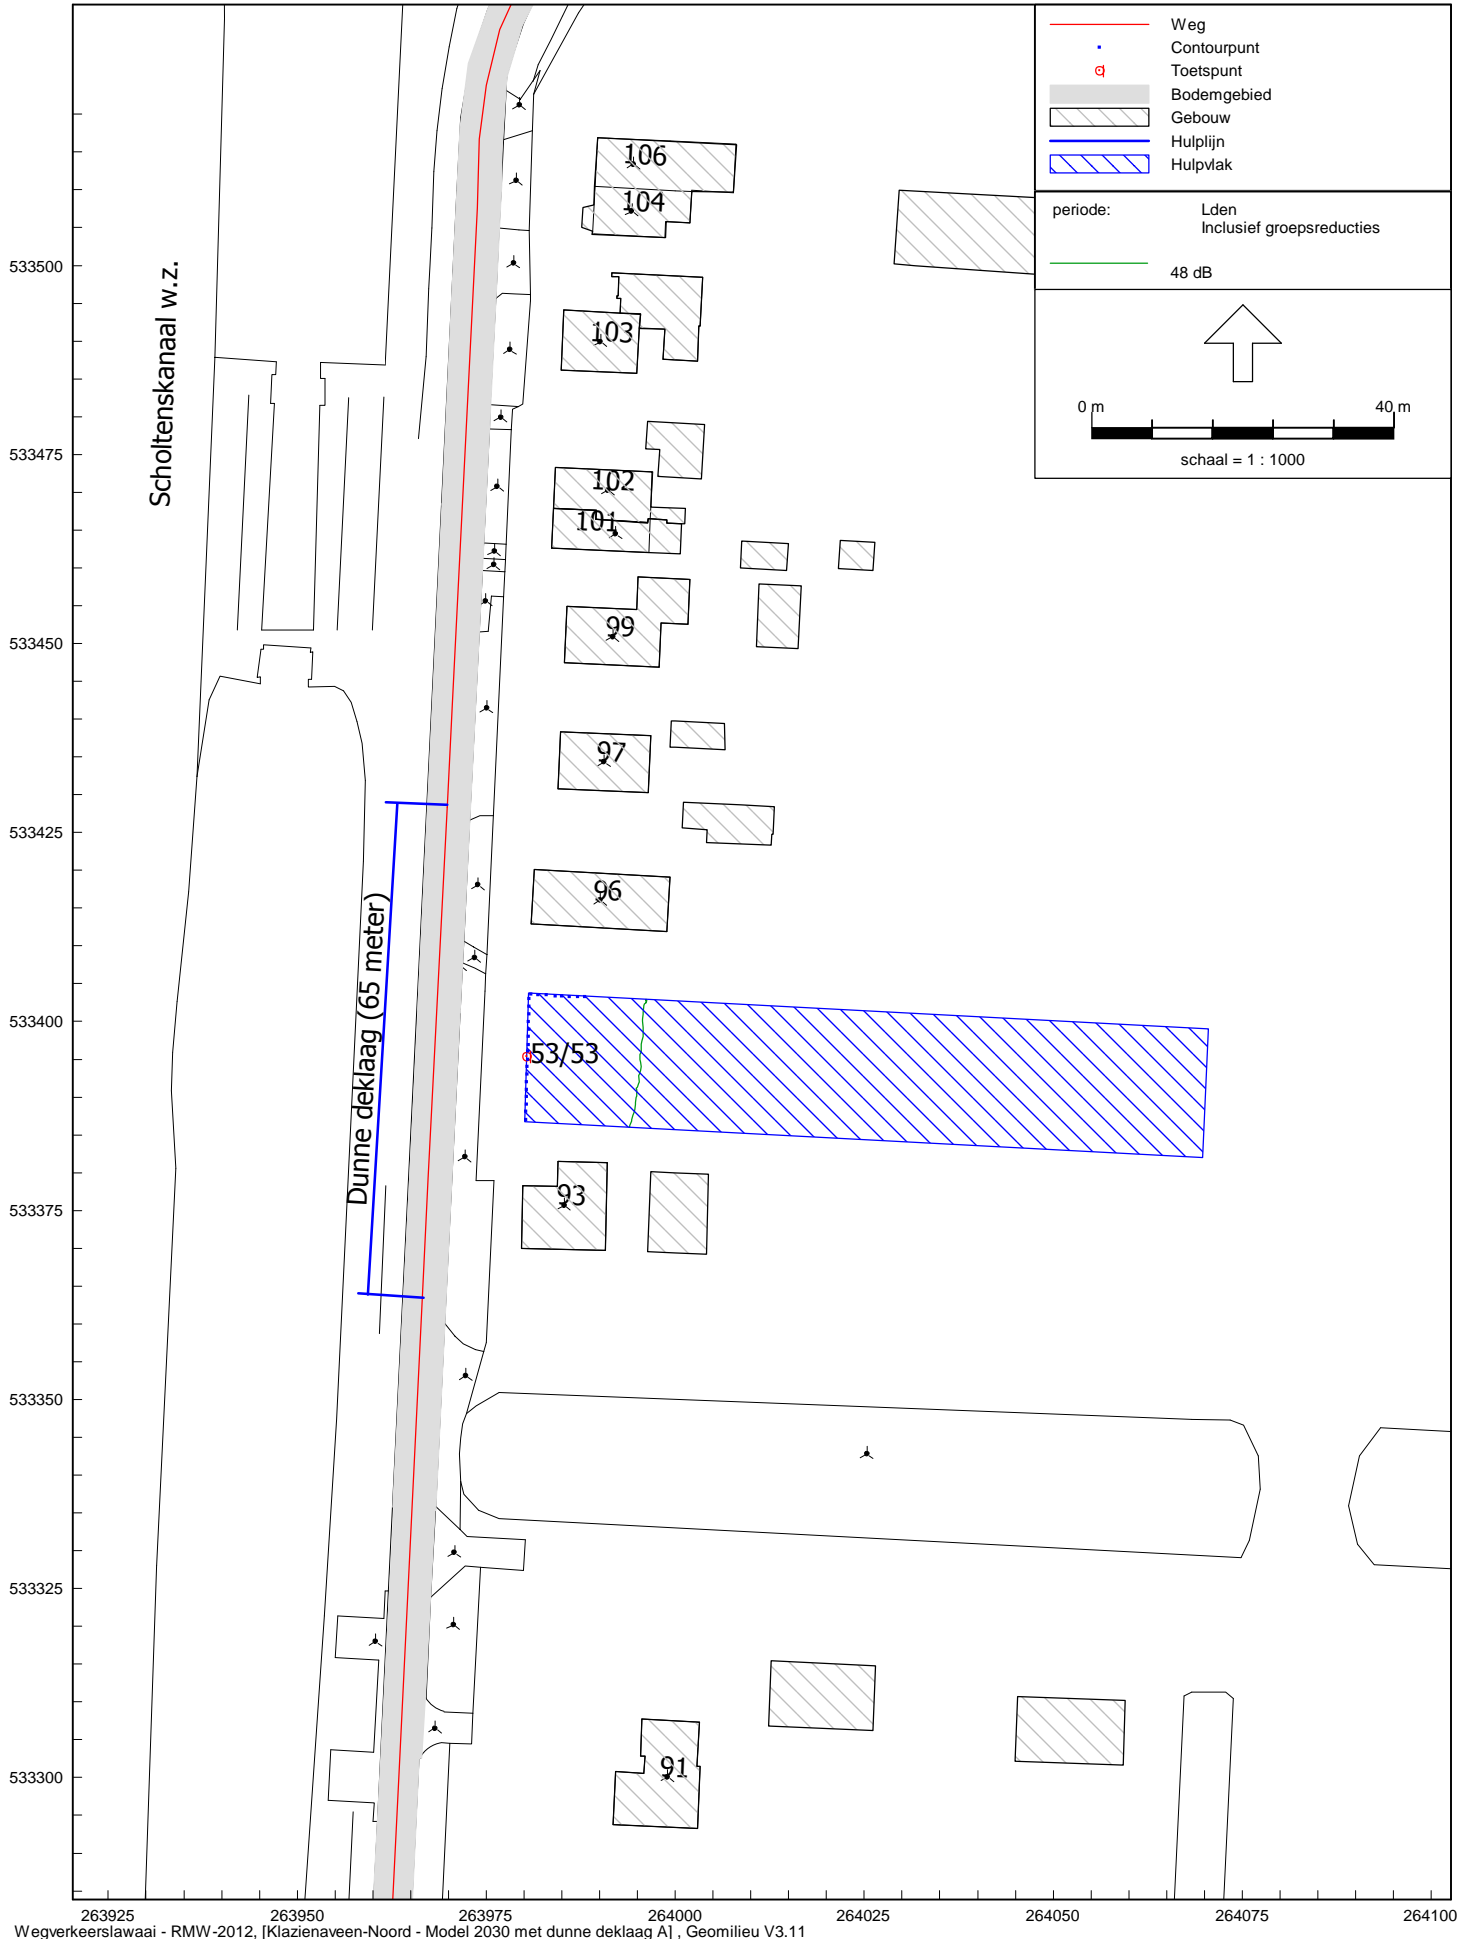 Weg
Contourpunt
Toetspunt
Bodemgebied
Gebouw
Hulplijn
Hulpvlak
periode: Lden
Inclusief groepsreducties
48 dB
0 m 40 m
schaal = 1 : 1000
Scholtenskanaal w.z.
106
104
103
102
101
99
97
96
Dunne deklaag (65 meter)
53/53
93
91
533500
533475
533450
533425
533400
533375
533350
533325
533300
263925 263950 263975 264000 264025 264050 264075 264100
Wegverkeerslawaai - RMW-2012, [Klazienaveen-Noord - Model 2030 met dunne deklaag A] , Geomilieu V3.11